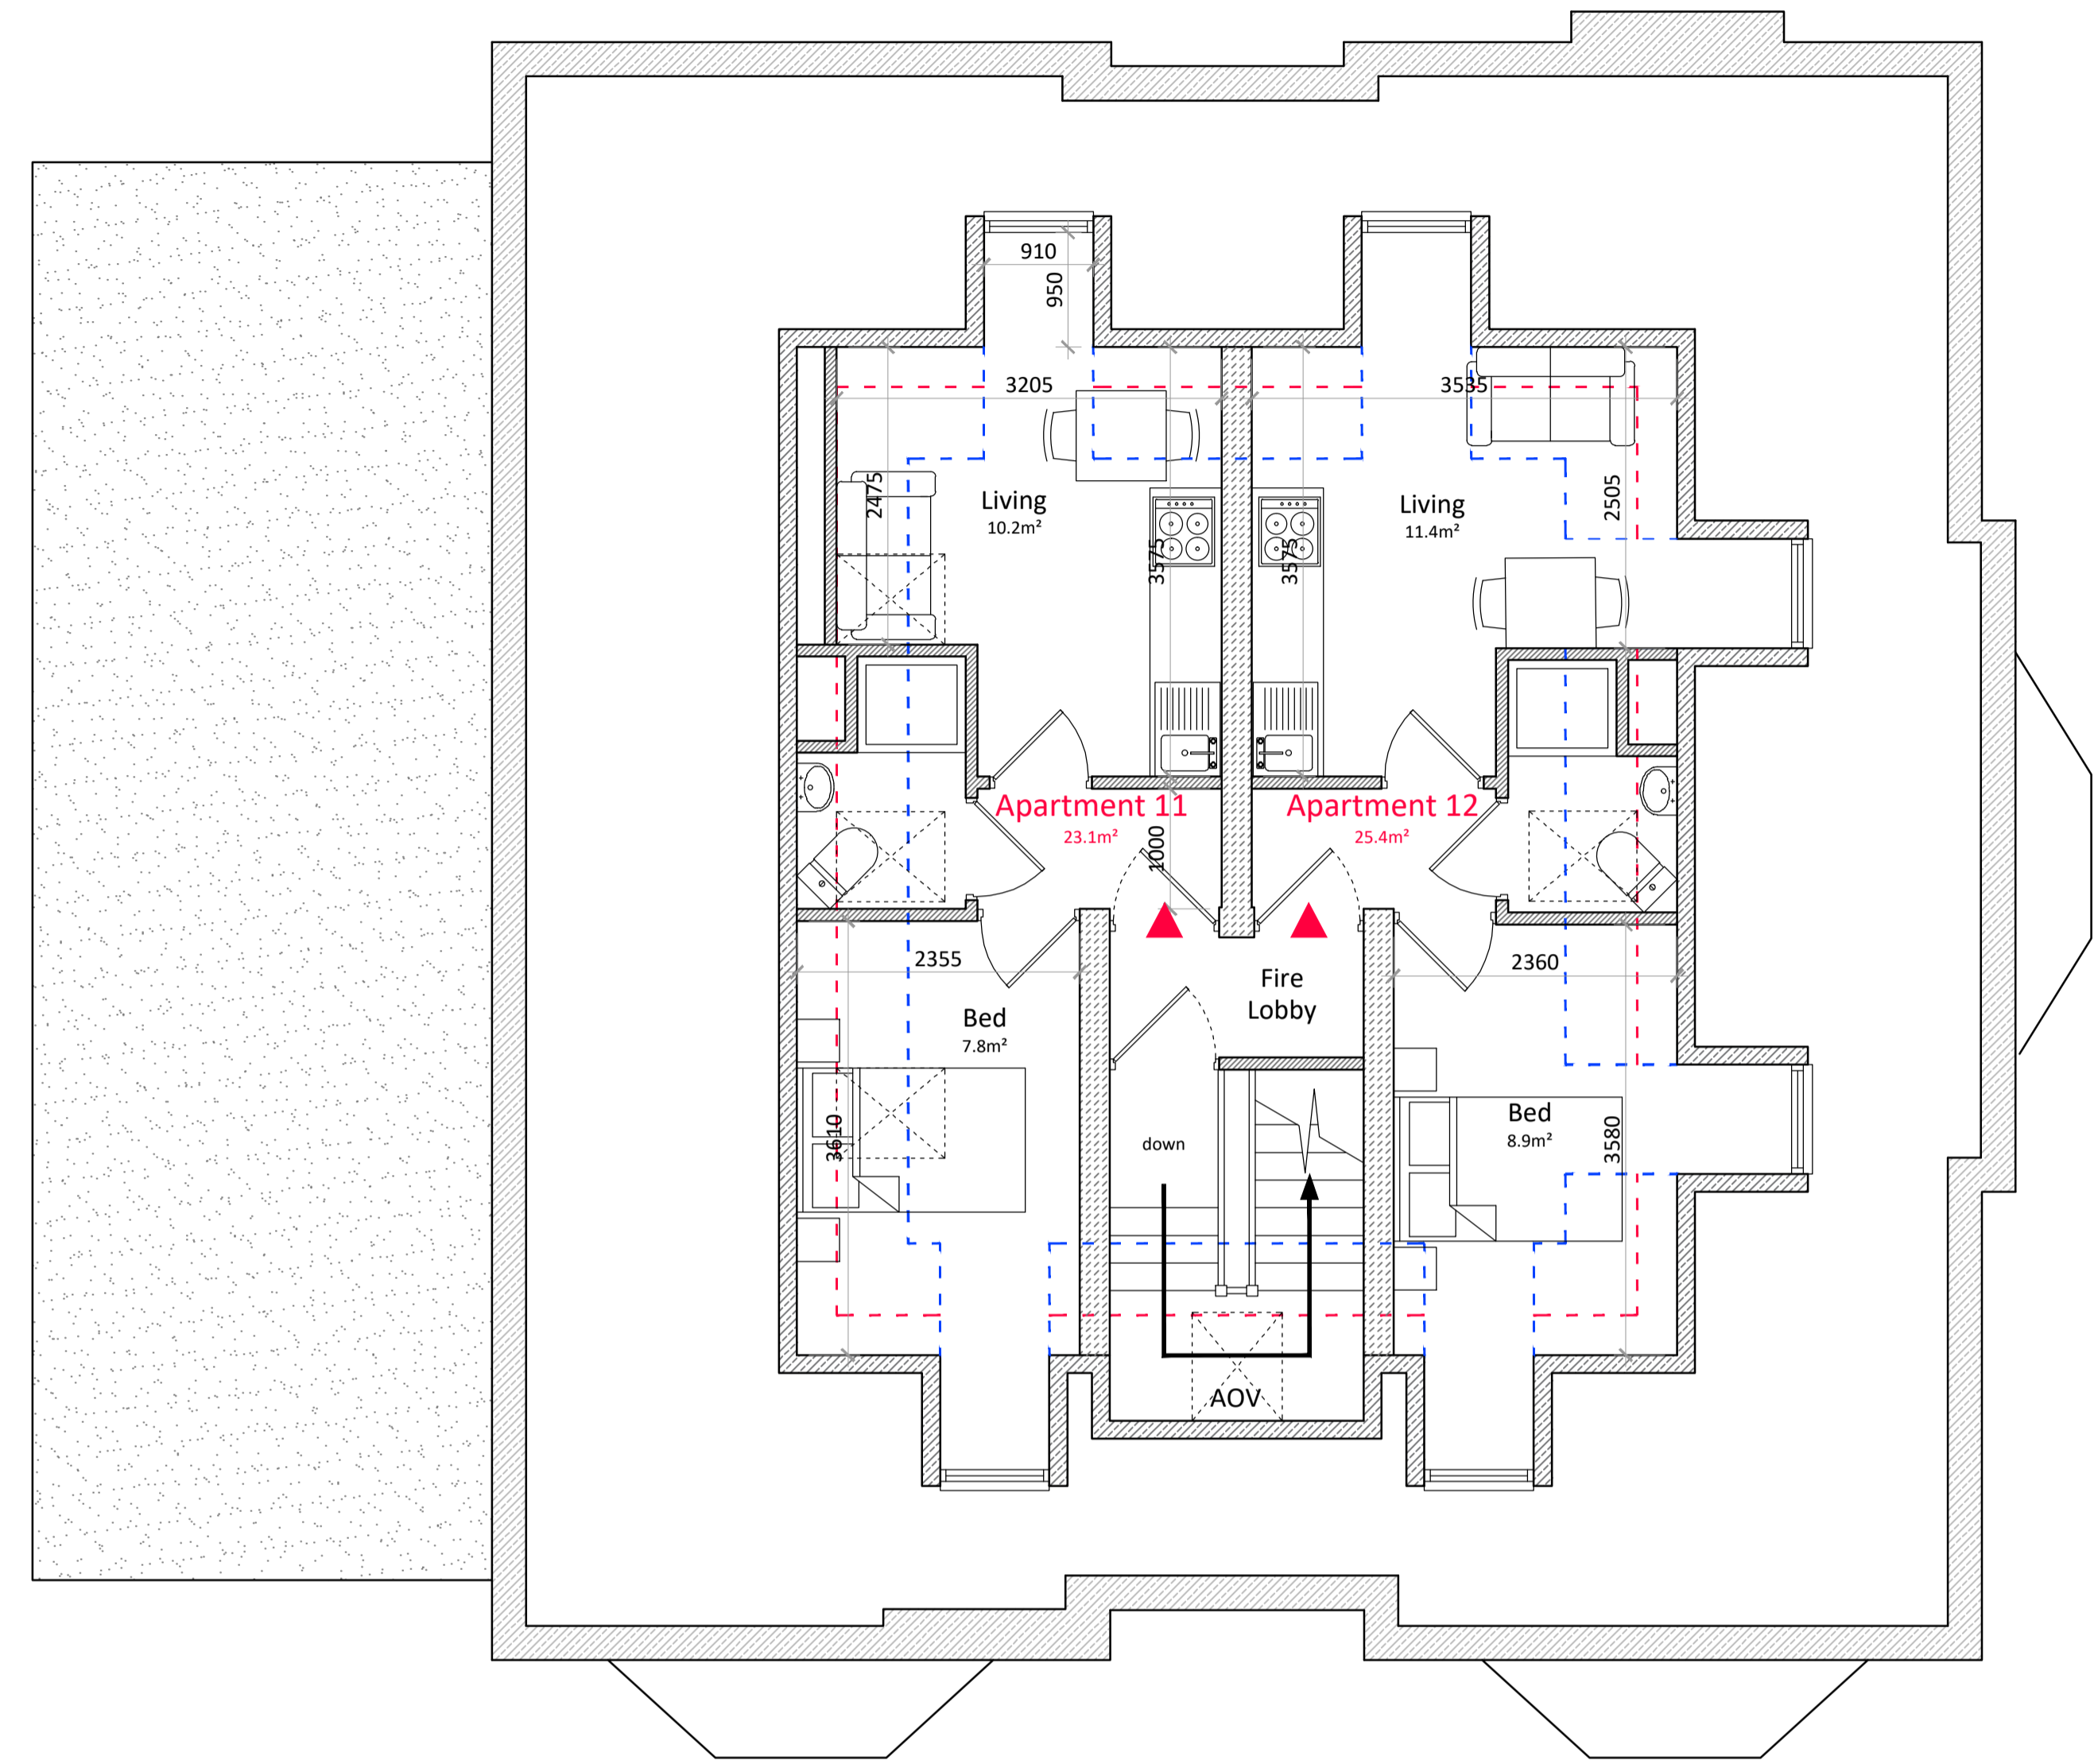 910
950
3205
3535
2475
2505
Living
10.2m²
Living
11.4m²
3575
3575
Apartment 11
23.1m²
Apartment 12
25.4m²
1000
2355
2360
Fire
Lobby
Bed
7.8m²
Bed
8.9m²
3610
3580
down
AOV